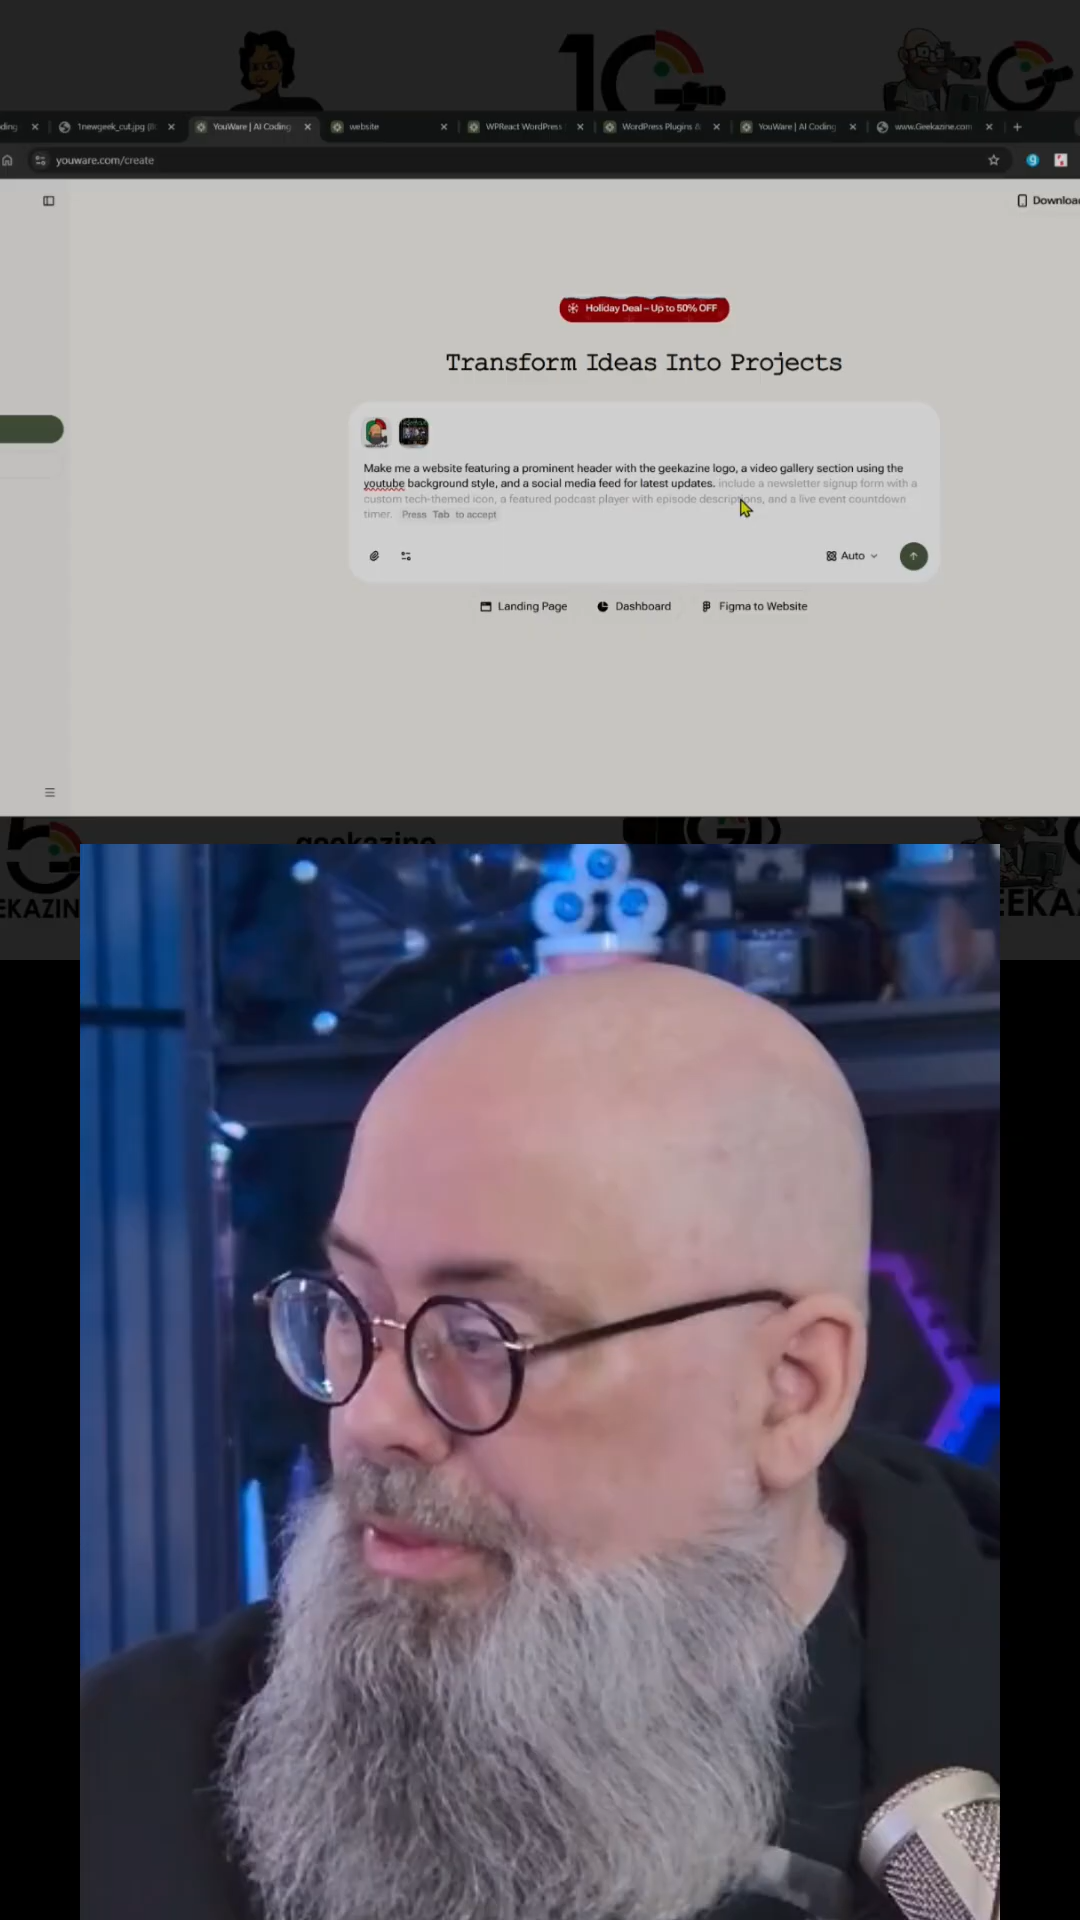 1newgeek_cut.jpg
YouWare | AI Coding
website
WPReact WordPress
WordPress Plugins &
YouWare | AI Coding
www.Geekazine.com
youware.com/create
Holiday Deal – Up to 50% OFF
Transform Ideas Into Projects
Make me a website featuring a prominent header with the geekazine logo, a video gallery section using the
youtube background style, and a social media feed for latest updates. include a newsletter signup form with a
custom tech-themed icon, a featured podcast player with episode descriptions, and a live event countdown
timer. Press Tab to accept
Auto
Landing Page
Dashboard
Figma to Website
geekazine